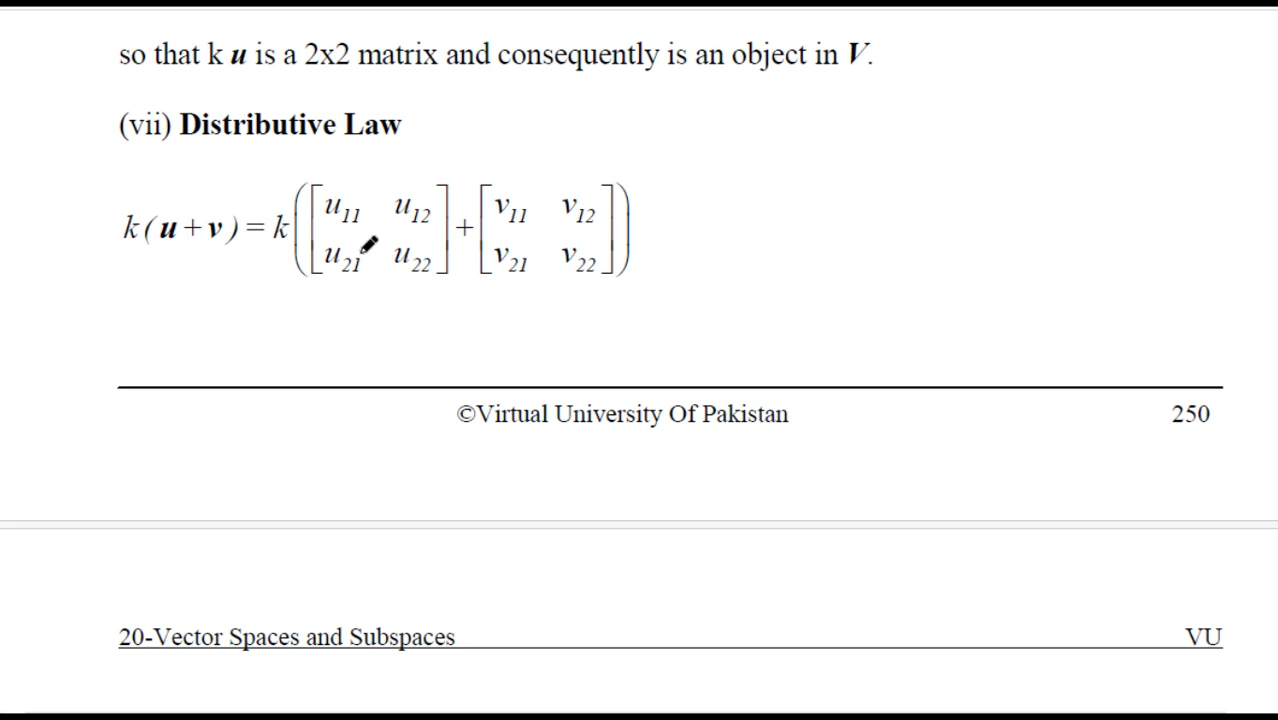 so that k u is a 2x2 matrix and consequently is an object in V.
(vii) Distributive Law
k(u+v)=k([u11 u12
u21 u22]+[v11 v12
v21 v22])
©Virtual University Of Pakistan 250
20-Vector Spaces and Subspaces VU